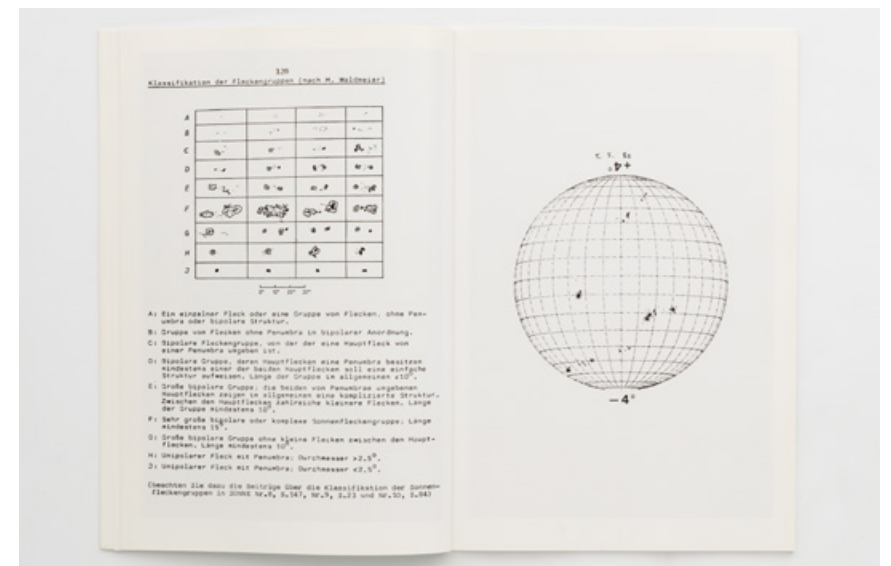 128
Klassifikation der Fleckengruppen (nach M. Waldmeier)
A
B
C
D
E
F
G
H
J
0° 10° 20°
A: Ein einzelner Fleck oder eine Gruppe von Flecken, ohne Pen-
umbra oder bipolare Struktur.
B: Gruppe von Flecken ohne Penumbra in bipolarer Anordnung.
C: Bipolare Fleckengruppe, von der der eine Hauptfleck von
einer Penumbra umgeben ist.
D: Bipolare Gruppe, deren Hauptflecken eine Penumbra besitzen
mindestens einer der beiden Hauptflecken soll eine einfache
Struktur aufweisen. Länge der Gruppe im allgemeinen <10°.
E: Große bipolare Gruppe; die beiden von Penumbrae umgebenen
Hauptflecken zeigen im allgemeinen eine komplizierte Struktur.
Zwischen den Hauptflecken zahlreiche kleinere Flecken. Länge
der Gruppe mindestens 10°.
F: Sehr große bipolare oder komplexe Sonnenfleckengruppe; Länge
mindestens 15°.
G: Große bipolare Gruppe ohne kleine Flecken zwischen den Haupt-
flecken. Länge mindestens 10°.
H: Unipolarer Fleck mit Penumbra; Durchmesser >2.5°.
J: Unipolarer Fleck mit Penumbra; Durchmesser <2.5°.
(beachten Sie dazu die Beiträge über die Klassifikation der Sonnen-
fleckengruppen in SONNE Nr.8, S.147, Nr.9, S.23 und Nr.10, S.84)
−4°